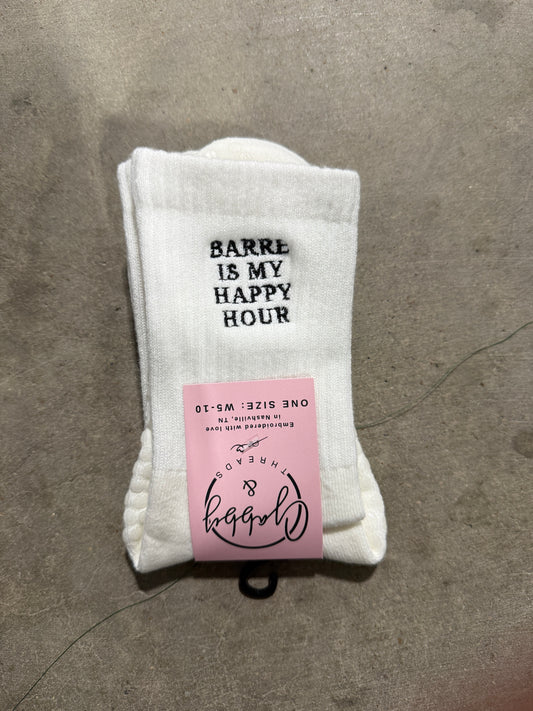 BARRE
IS MY
HAPPY
HOUR
Gabby
&
THREADS
Embroidered with love
in Nashville, TN
ONE SIZE: W5-10